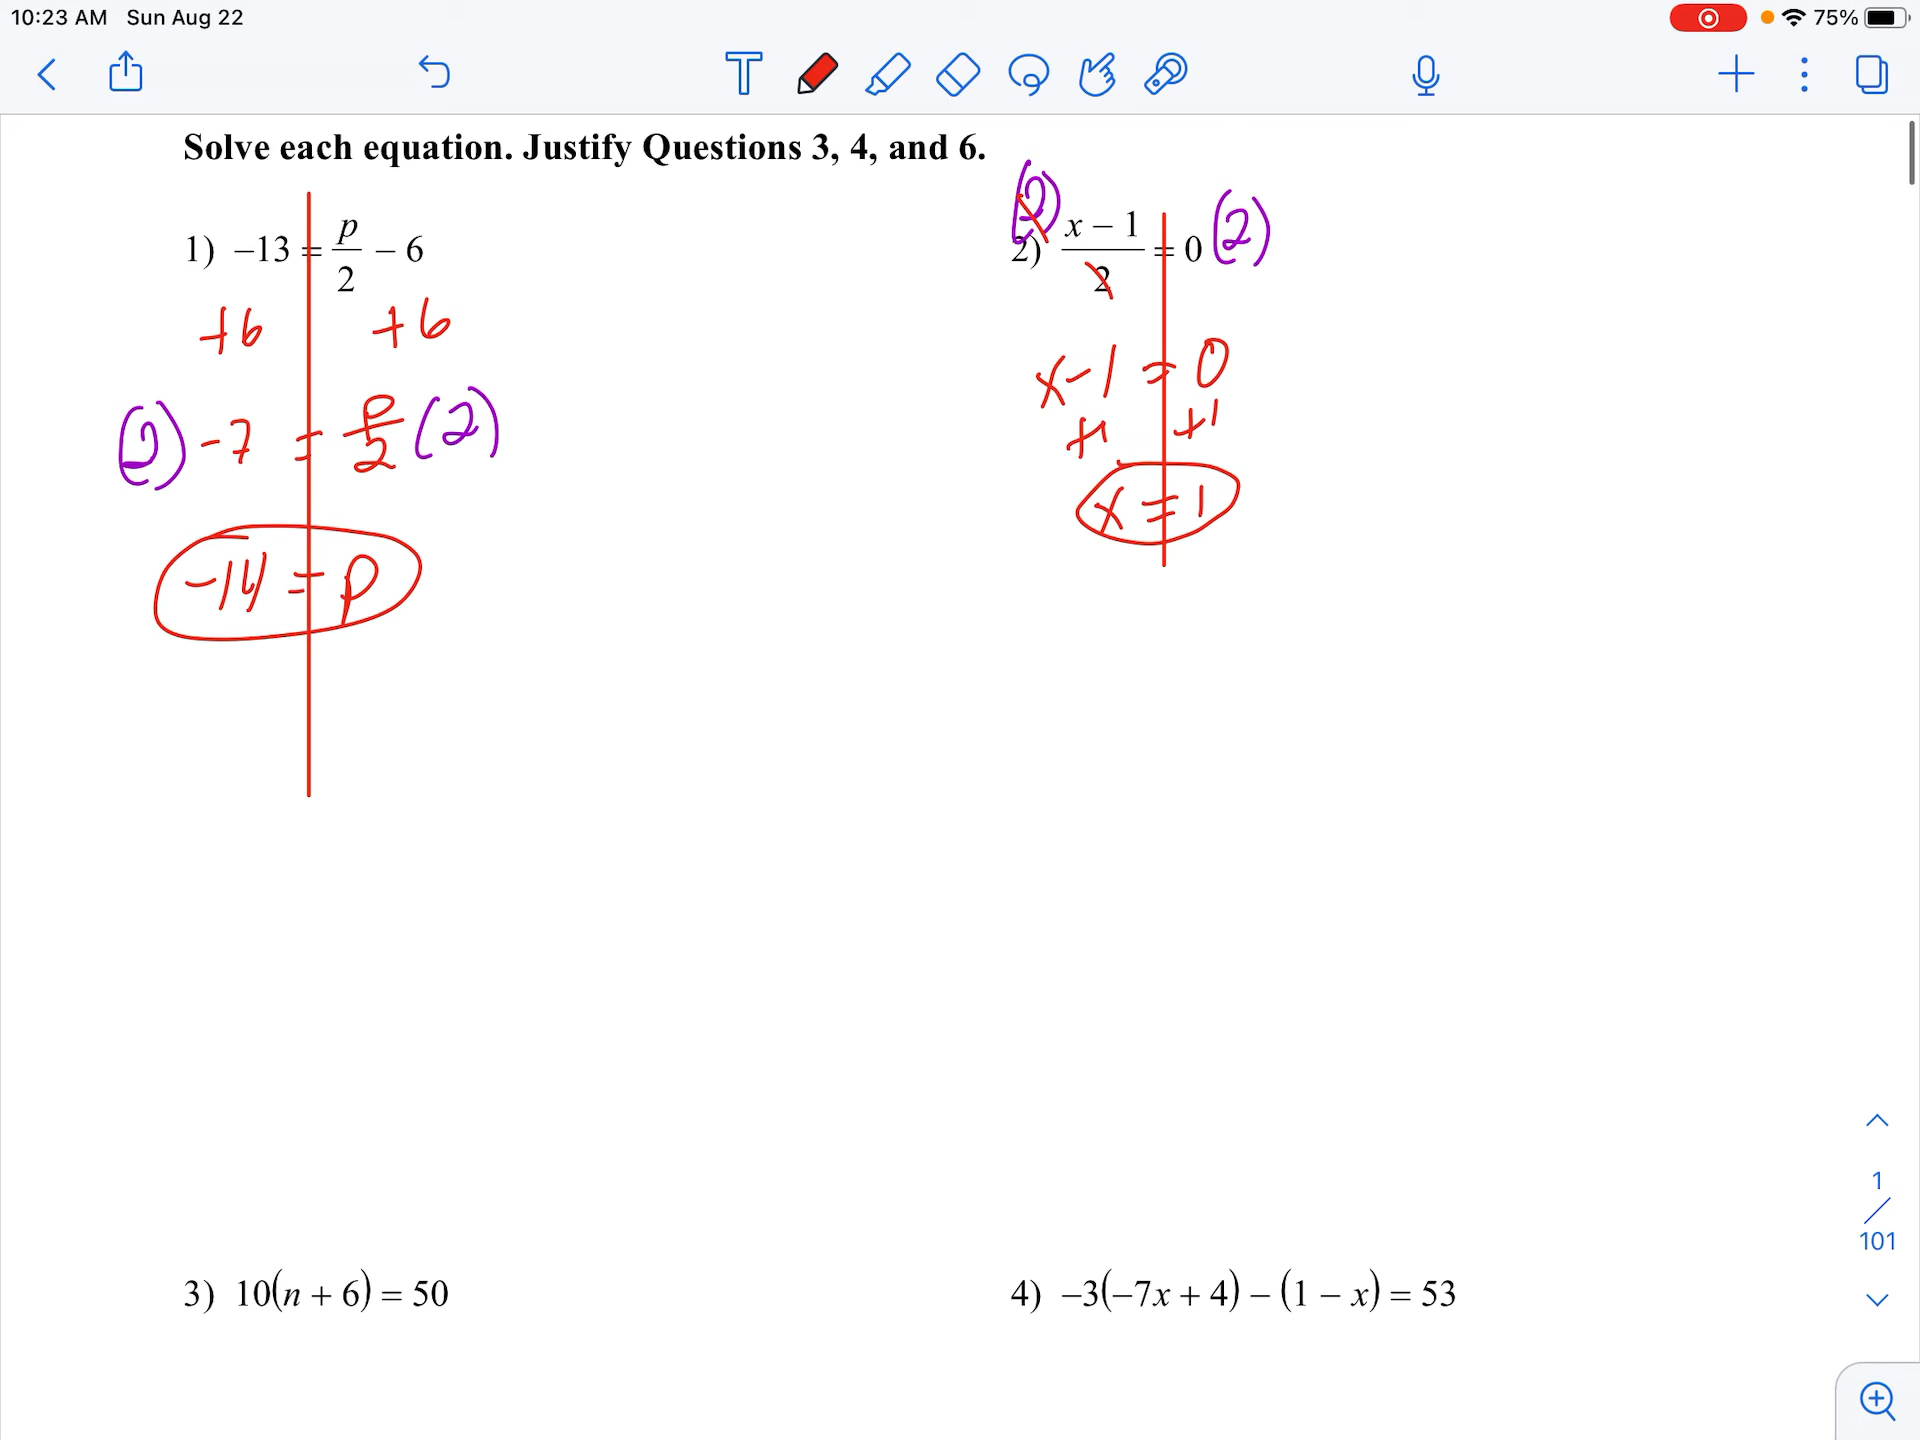 10:23 AM Sun Aug 22
75%
Solve each equation. Justify Questions 3, 4, and 6.
1) −13 = p/2 − 6
+6 +6
(2) -7 = p/2 (2)
-14 = p
(2)
2) (x − 1)/2 = 0 (2)
x-1 = 0
+1 +1
x = 1
3) 10(n + 6) = 50
4) −3(−7x + 4) − (1 − x) = 53
1
/
101